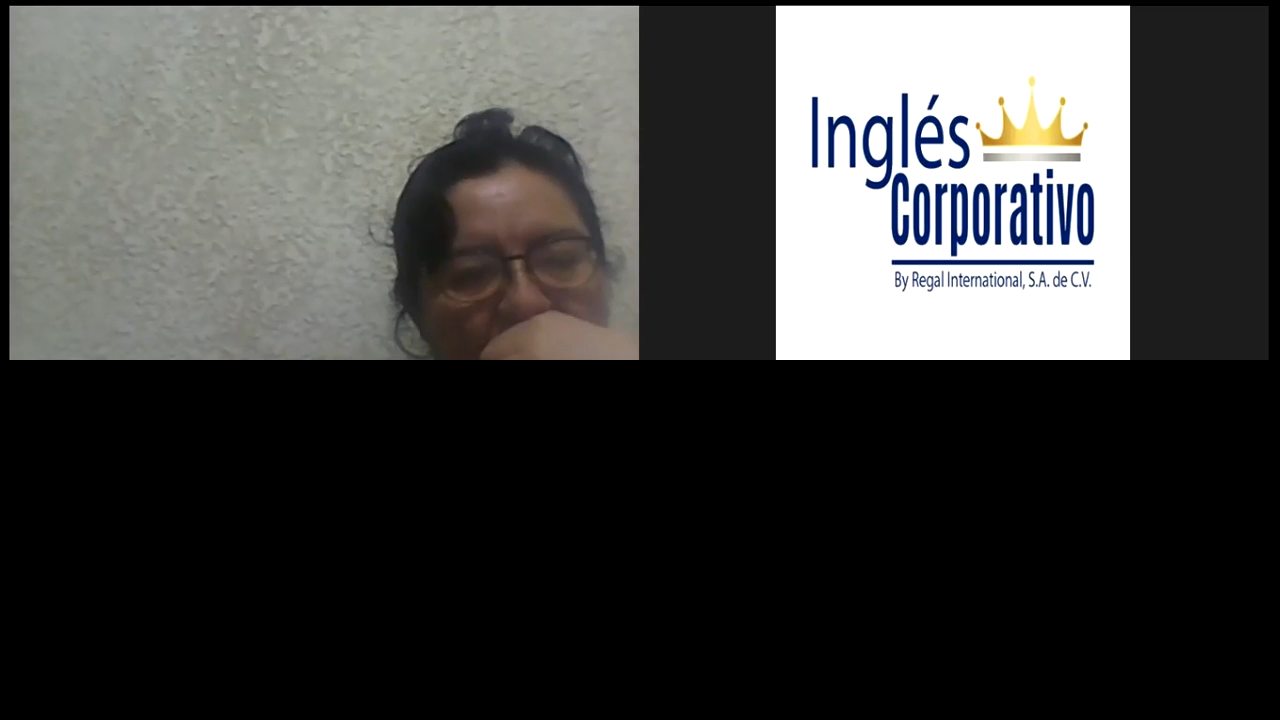 Inglés
Corporativo
By Regal International, S.A. de C.V.